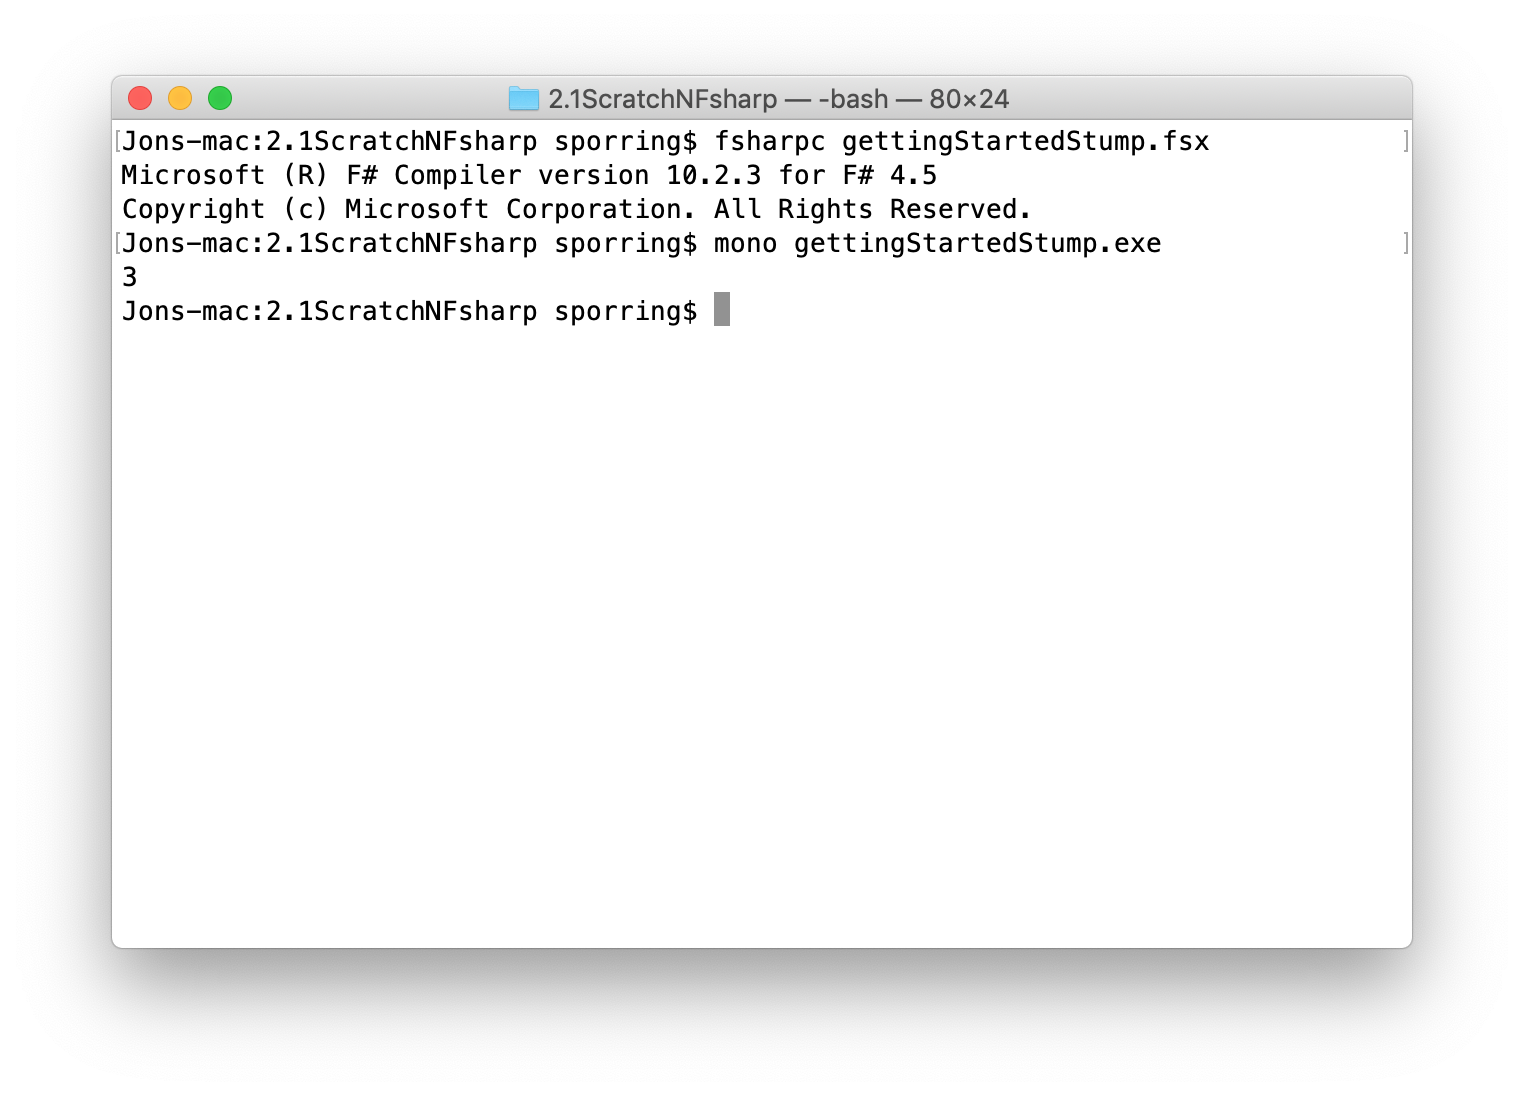 2.1ScratchNFsharp — -bash — 80×24
[Jons-mac:2.1ScratchNFsharp sporring$ fsharpc gettingStartedStump.fsx ]
Microsoft (R) F# Compiler version 10.2.3 for F# 4.5
Copyright (c) Microsoft Corporation. All Rights Reserved.
[Jons-mac:2.1ScratchNFsharp sporring$ mono gettingStartedStump.exe ]
3
Jons-mac:2.1ScratchNFsharp sporring$